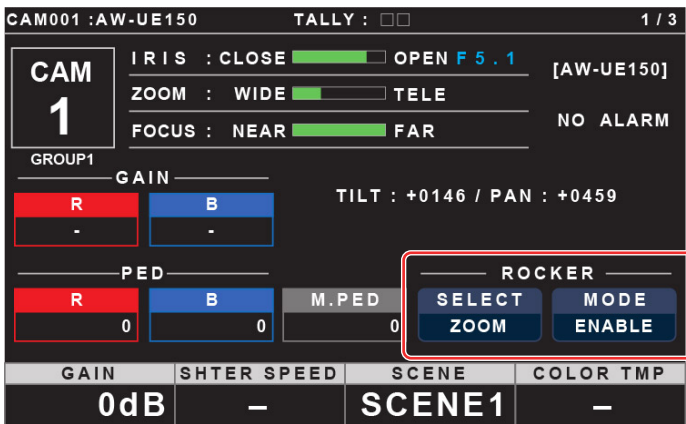 CAM001 :AW-UE150 TALLY : □□ 1 / 3
CAM
1
GROUP1
IRIS : CLOSE OPEN F 5 . 1
ZOOM : WIDE TELE
FOCUS : NEAR FAR
[AW-UE150]
NO ALARM
GAIN
R B
- -
TILT : +0146 / PAN : +0459
PED
R B M.PED
0 0 0
ROCKER
SELECT MODE
ZOOM ENABLE
GAIN SHTER SPEED SCENE COLOR TMP
0dB – SCENE1 –